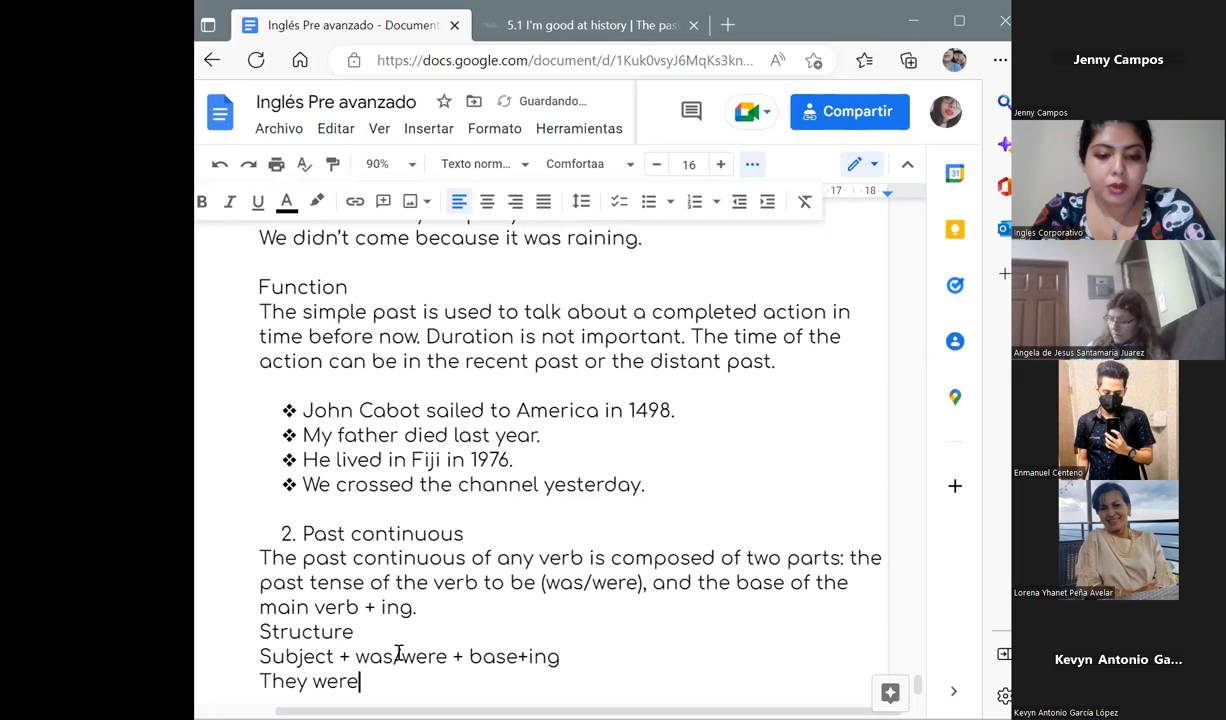 Inglés Pre avanzado - Document
5.1 I'm good at history | The pas
https://docs.google.com/document/d/1Kuk0vsyJ6MqKs3kn...
Inglés Pre avanzado
Guardando...
Compartir
Archivo Editar Ver Insertar Formato Herramientas
90% Texto norm... Comfortaa 16
17 18
We didn't come because it was raining.
Function
The simple past is used to talk about a completed action in
time before now. Duration is not important. The time of the
action can be in the recent past or the distant past.
❖ John Cabot sailed to America in 1498.
❖ My father died last year.
❖ He lived in Fiji in 1976.
❖ We crossed the channel yesterday.
2. Past continuous
The past continuous of any verb is composed of two parts: the
past tense of the verb to be (was/were), and the base of the
main verb + ing.
Structure
Subject + was/were + base+ing
They were
Jenny Campos
Jenny Campos
Inglés Corporativo
Angela de Jesus Santamaria Juarez
Enmanuel Centeno
Lorena Yhanet Peña Avelar
Kevyn Antonio Ga...
Kevyn Antonio García López